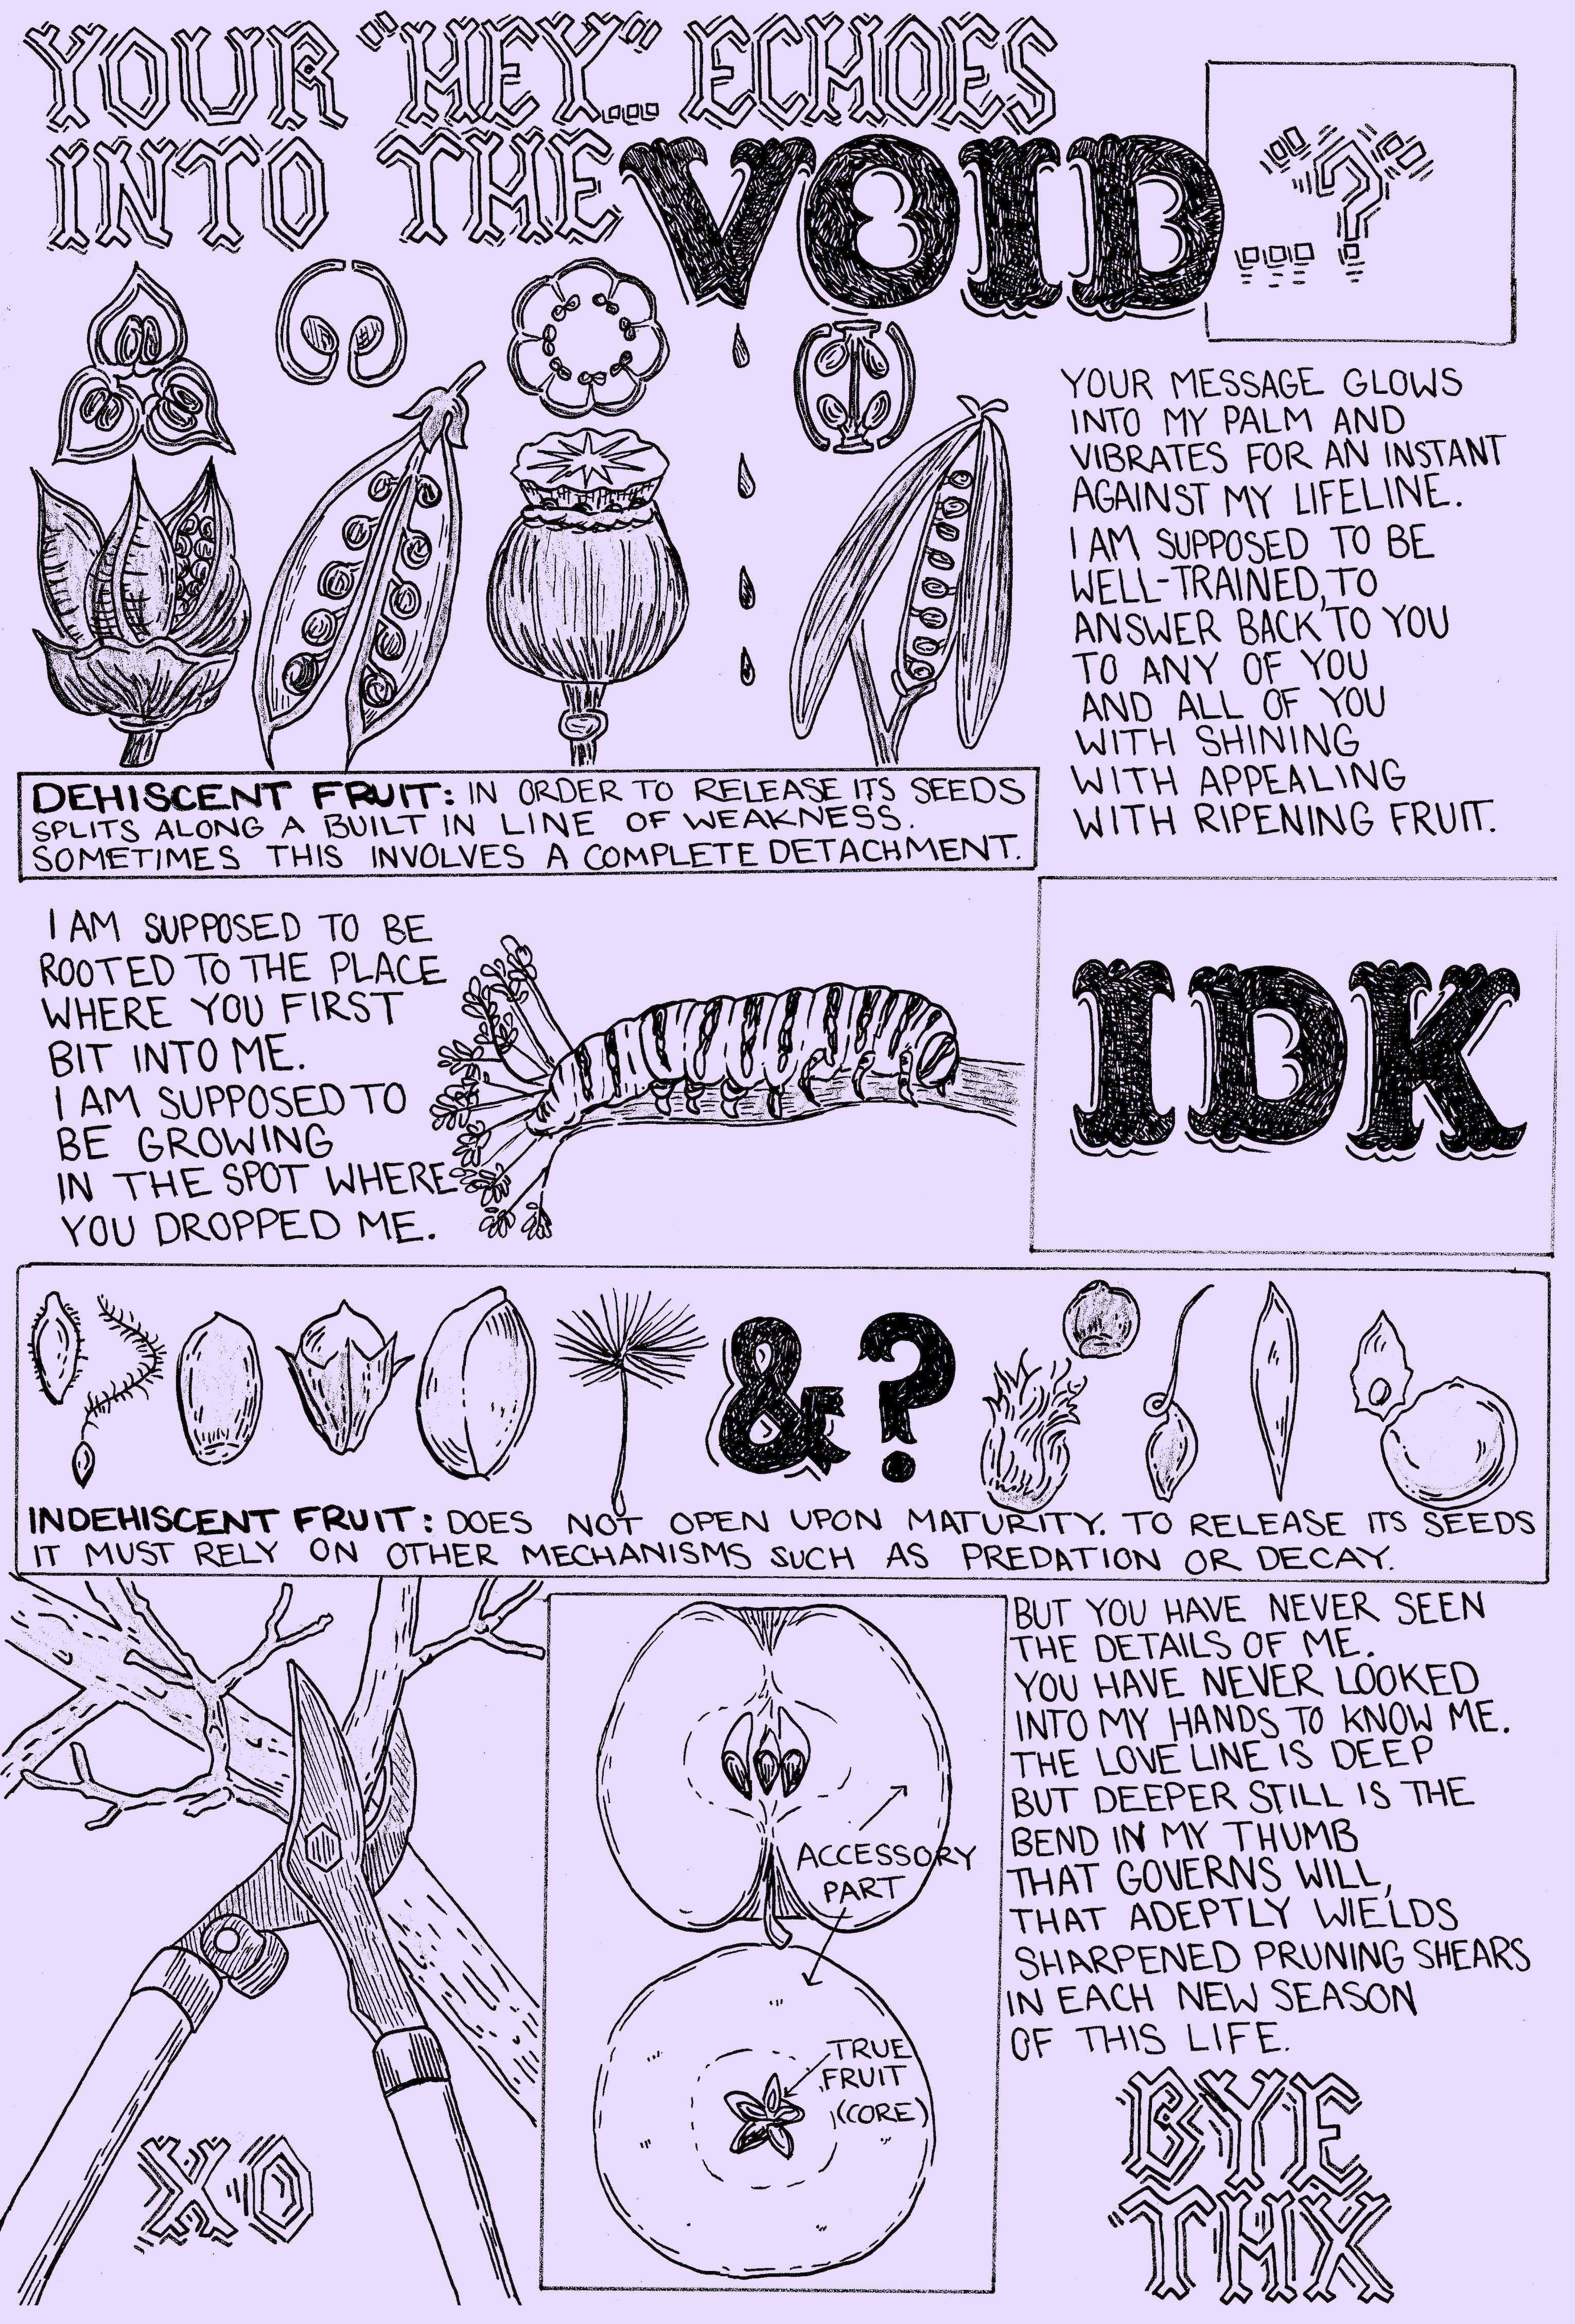 YOUR "HEY..." ECHOES
INTO THE VOID
"...?"
YOUR MESSAGE GLOWS
INTO MY PALM AND
VIBRATES FOR AN INSTANT
AGAINST MY LIFELINE.
I AM SUPPOSED TO BE
WELL-TRAINED, TO
ANSWER BACK TO YOU
TO ANY OF YOU
AND ALL OF YOU
WITH SHINING
WITH APPEALING
WITH RIPENING FRUIT.
DEHISCENT FRUIT: IN ORDER TO RELEASE ITS SEEDS
SPLITS ALONG A BUILT IN LINE OF WEAKNESS.
SOMETIMES THIS INVOLVES A COMPLETE DETACHMENT.
I AM SUPPOSED TO BE
ROOTED TO THE PLACE
WHERE YOU FIRST
BIT INTO ME.
I AM SUPPOSED TO
BE GROWING
IN THE SPOT WHERE
YOU DROPPED ME.
IDK
&?
INDEHISCENT FRUIT: DOES NOT OPEN UPON MATURITY. TO RELEASE ITS SEEDS
IT MUST RELY ON OTHER MECHANISMS SUCH AS PREDATION OR DECAY.
BUT YOU HAVE NEVER SEEN
THE DETAILS OF ME.
YOU HAVE NEVER LOOKED
INTO MY HANDS TO KNOW ME.
THE LOVE LINE IS DEEP
BUT DEEPER STILL IS THE
BEND IN MY THUMB
THAT GOVERNS WILL,
THAT ADEPTLY WIELDS
SHARPENED PRUNING SHEARS
IN EACH NEW SEASON
OF THIS LIFE.
ACCESSORY
PART
TRUE
FRUIT
(CORE)
XO
BYE
THX